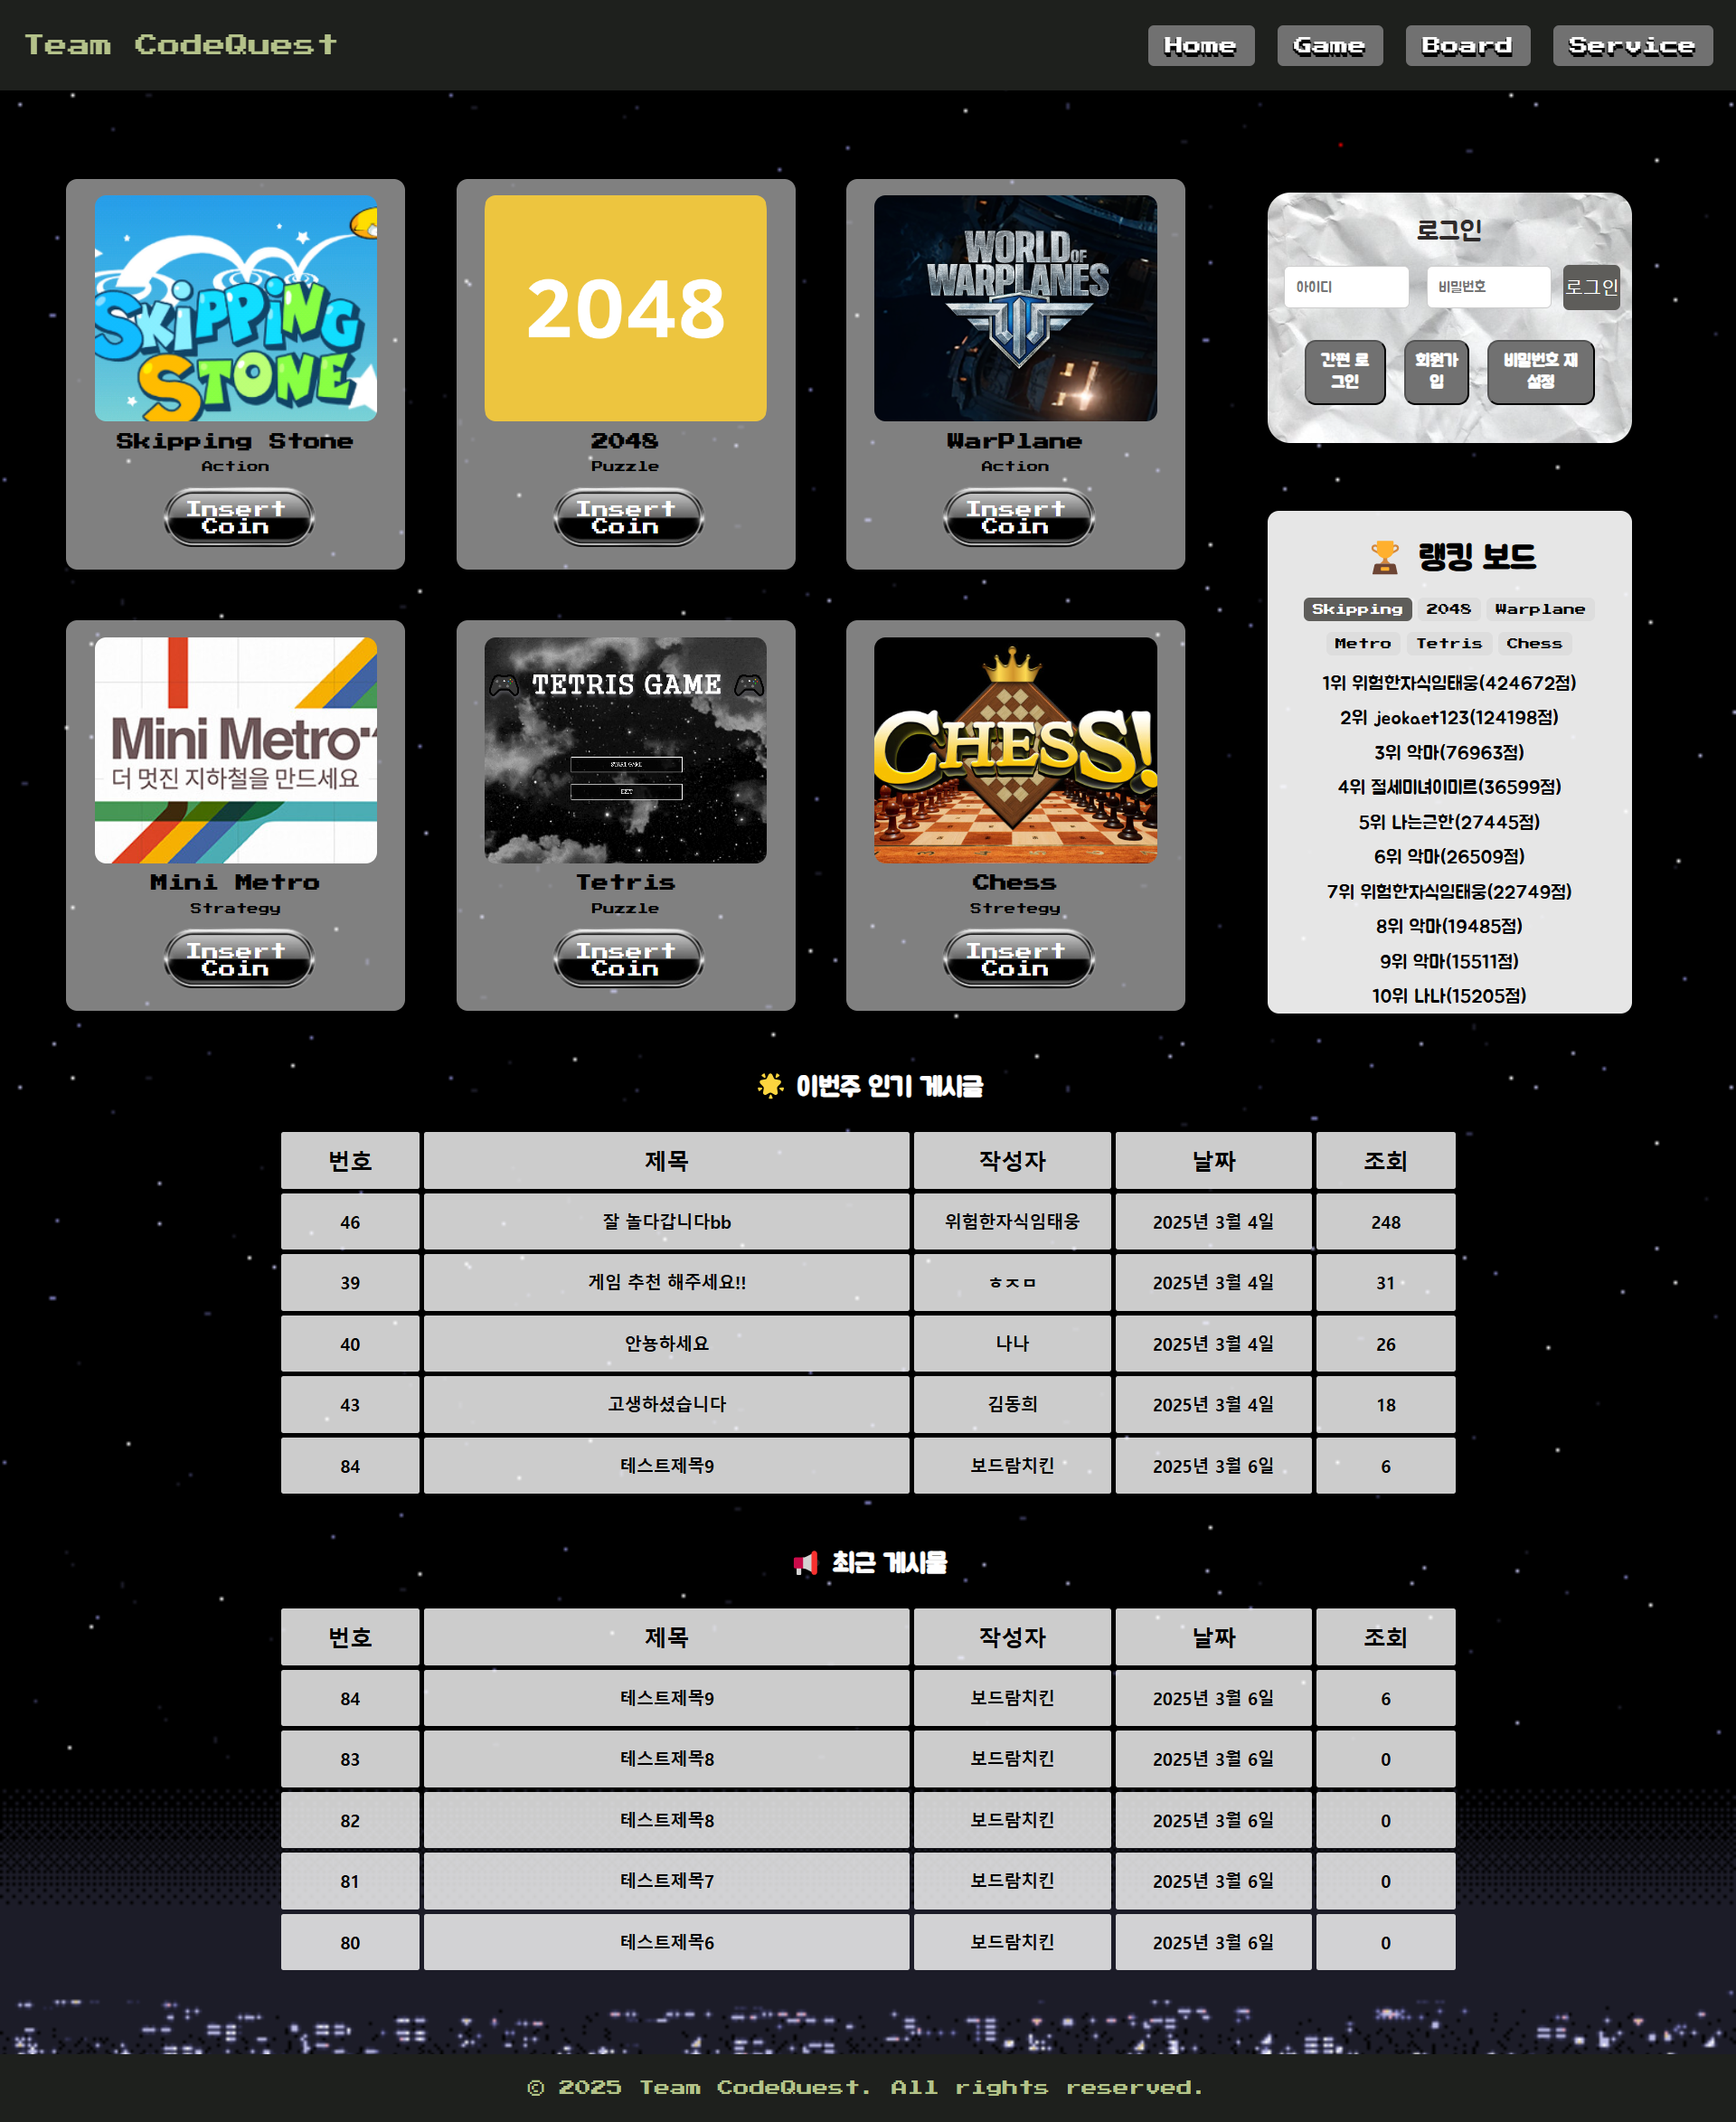 Team CodeQuest
Home Game Board Service
SKIPPING
STONE
Skipping Stone
Action
Insert
Coin
2048
2048
Puzzle
Insert
Coin
WORLD OF
WARPLANES
WarPlane
Action
Insert
Coin
로그인
아이디 비밀번호 로그인
간편 로
그인
회원가
입
비밀번호 재
설정
Mini Metro
더 멋진 지하철을 만드세요
Mini Metro
Strategy
Insert
Coin
TETRIS GAME
Tetris
Puzzle
Insert
Coin
CHESS!
Chess
Stretegy
Insert
Coin
🏆 랭킹 보드
Skipping 2048 Warplane
Metro Tetris Chess
1위 위험한자식임태웅(424672점)
2위 jeokaet123(124198점)
3위 악마(76963점)
4위 절세미녀이미르(36599점)
5위 나는근한(27445점)
6위 악마(26509점)
7위 위험한자식임태웅(22749점)
8위 악마(19485점)
9위 악마(15511점)
10위 나나(15205점)
🌟 이번주 인기 게시글
번호 제목 작성자 날짜 조회
46 잘 놀다갑니다bb 위험한자식임태웅 2025년 3월 4일 248
39 게임 추천 해주세요!! ㅎㅈㅁ 2025년 3월 4일 31
40 안뇽하세요 나나 2025년 3월 4일 26
43 고생하셨습니다 김동희 2025년 3월 4일 18
84 테스트제목9 보드람치킨 2025년 3월 6일 6
📢 최근 게시물
번호 제목 작성자 날짜 조회
84 테스트제목9 보드람치킨 2025년 3월 6일 6
83 테스트제목8 보드람치킨 2025년 3월 6일 0
82 테스트제목8 보드람치킨 2025년 3월 6일 0
81 테스트제목7 보드람치킨 2025년 3월 6일 0
80 테스트제목6 보드람치킨 2025년 3월 6일 0
© 2025 Team CodeQuest. All rights reserved.